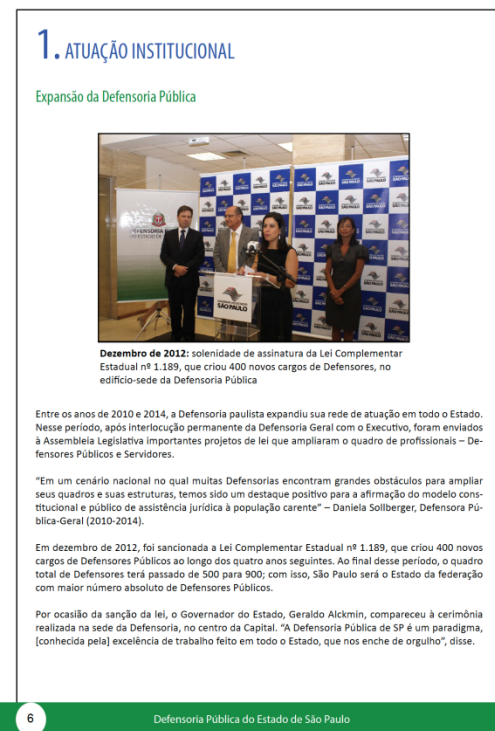 1. ATUAÇÃO INSTITUCIONAL
Expansão da Defensoria Pública
DEFENSORIA
SÃO PAULO
Dezembro de 2012: solenidade de assinatura da Lei Complementar
Estadual nº 1.189, que criou 400 novos cargos de Defensores, no
edifício-sede da Defensoria Pública
Entre os anos de 2010 e 2014, a Defensoria paulista expandiu sua rede de atuação em todo o Estado.
Nesse período, após interlocução permanente da Defensoria Geral com o Executivo, foram enviados
à Assembleia Legislativa importantes projetos de lei que ampliaram o quadro de profissionais – De-
fensores Públicos e Servidores.
“Em um cenário nacional no qual muitas Defensorias encontram grandes obstáculos para ampliar
seus quadros e suas estruturas, temos sido um destaque positivo para a afirmação do modelo cons-
titucional e público de assistência jurídica à população carente” – Daniela Sollberger, Defensora Pú-
blica-Geral (2010-2014).
Em dezembro de 2012, foi sancionada a Lei Complementar Estadual nº 1.189, que criou 400 novos
cargos de Defensores Públicos ao longo dos quatro anos seguintes. Ao final desse período, o quadro
total de Defensores terá passado de 500 para 900; com isso, São Paulo será o Estado da federação
com maior número absoluto de Defensores Públicos.
Por ocasião da sanção da lei, o Governador do Estado, Geraldo Alckmin, compareceu à cerimônia
realizada na sede da Defensoria, no centro da Capital. “A Defensoria Pública de SP é um paradigma,
[conhecida pela] excelência de trabalho feito em todo o Estado, que nos enche de orgulho”, disse.
6
Defensoria Pública do Estado de São Paulo